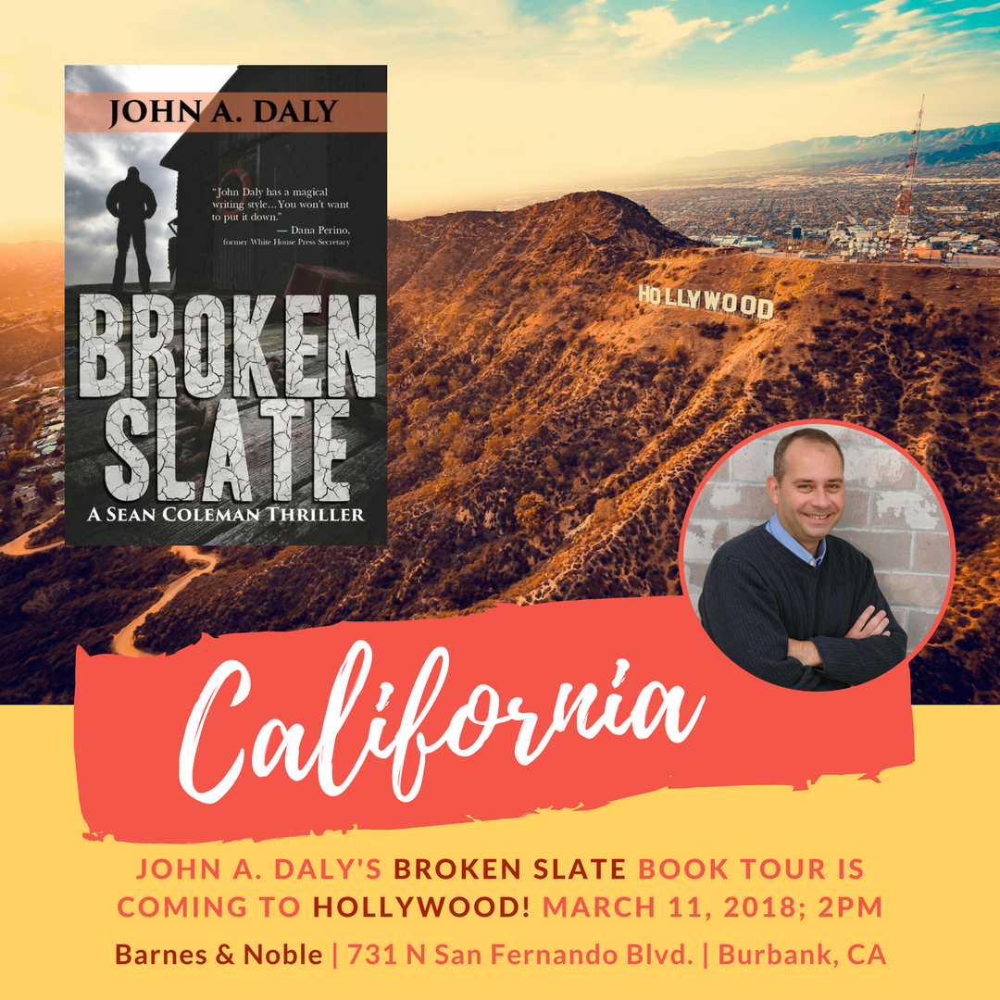 JOHN A. DALY
“John Daly has a magical
writing style...You won’t want
to put it down.”
— Dana Perino,
former White House Press Secretary
BROKEN
SLATE
A SEAN COLEMAN THRILLER
HOLLYWOOD
California
JOHN A. DALY'S BROKEN SLATE BOOK TOUR IS
COMING TO HOLLYWOOD! MARCH 11, 2018; 2PM
Barnes & Noble | 731 N San Fernando Blvd. | Burbank, CA